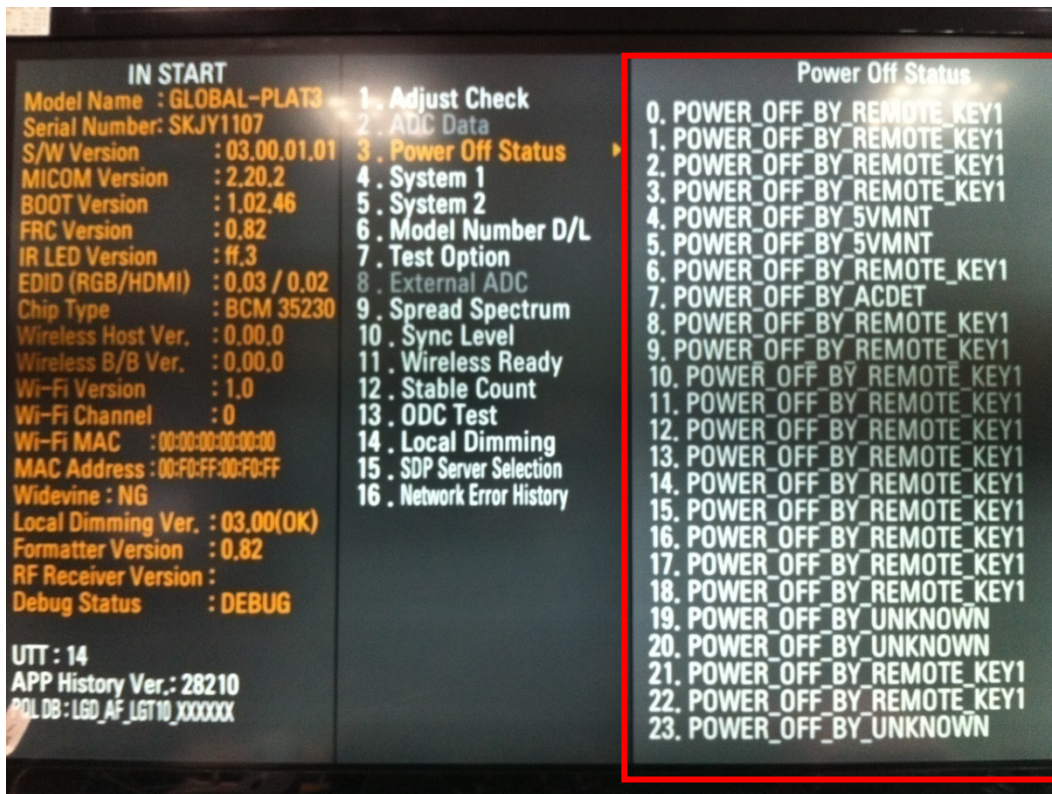 IN START
Model Name : GLOBAL-PLAT3
Serial Number: SKJY1107
S/W Version : 03.00.01.01
MICOM Version : 2.20.2
BOOT Version : 1.02.46
FRC Version : 0.82
IR LED Version : ff.3
EDID (RGB/HDMI) : 0.03 / 0.02
Chip Type : BCM 35230
Wireless Host Ver. : 0.00.0
Wireless B/B Ver. : 0.00.0
Wi-Fi Version : 1.0
Wi-Fi Channel : 0
Wi-Fi MAC : 00:00:00:00:00:00
MAC Address : 00:F0:FF:00:F0:FF
Widevine : NG
Local Dimming Ver. : 03.00(OK)
Formatter Version : 0.82
RF Receiver Version :
Debug Status : DEBUG
UTT : 14
APP History Ver.: 28210
PQL DB : LGD_AF_LGT10_XXXXXX
1 . Adjust Check
2 . ADC Data
3 . Power Off Status
4 . System 1
5 . System 2
6 . Model Number D/L
7 . Test Option
8 . External ADC
9 . Spread Spectrum
10 . Sync Level
11 . Wireless Ready
12 . Stable Count
13 . ODC Test
14 . Local Dimming
15 . SDP Server Selection
16 . Network Error History
Power Off Status
0. POWER_OFF_BY_REMOTE_KEY1
1. POWER_OFF_BY_REMOTE_KEY1
2. POWER_OFF_BY_REMOTE_KEY1
3. POWER_OFF_BY_REMOTE_KEY1
4. POWER_OFF_BY_5VMNT
5. POWER_OFF_BY_5VMNT
6. POWER_OFF_BY_REMOTE_KEY1
7. POWER_OFF_BY_ACDET
8. POWER_OFF_BY_REMOTE_KEY1
9. POWER_OFF_BY_REMOTE_KEY1
10. POWER_OFF_BY_REMOTE_KEY1
11. POWER_OFF_BY_REMOTE_KEY1
12. POWER_OFF_BY_REMOTE_KEY1
13. POWER_OFF_BY_REMOTE_KEY1
14. POWER_OFF_BY_REMOTE_KEY1
15. POWER_OFF_BY_REMOTE_KEY1
16. POWER_OFF_BY_REMOTE_KEY1
17. POWER_OFF_BY_REMOTE_KEY1
18. POWER_OFF_BY_REMOTE_KEY1
19. POWER_OFF_BY_UNKNOWN
20. POWER_OFF_BY_UNKNOWN
21. POWER_OFF_BY_REMOTE_KEY1
22. POWER_OFF_BY_REMOTE_KEY1
23. POWER_OFF_BY_UNKNOWN